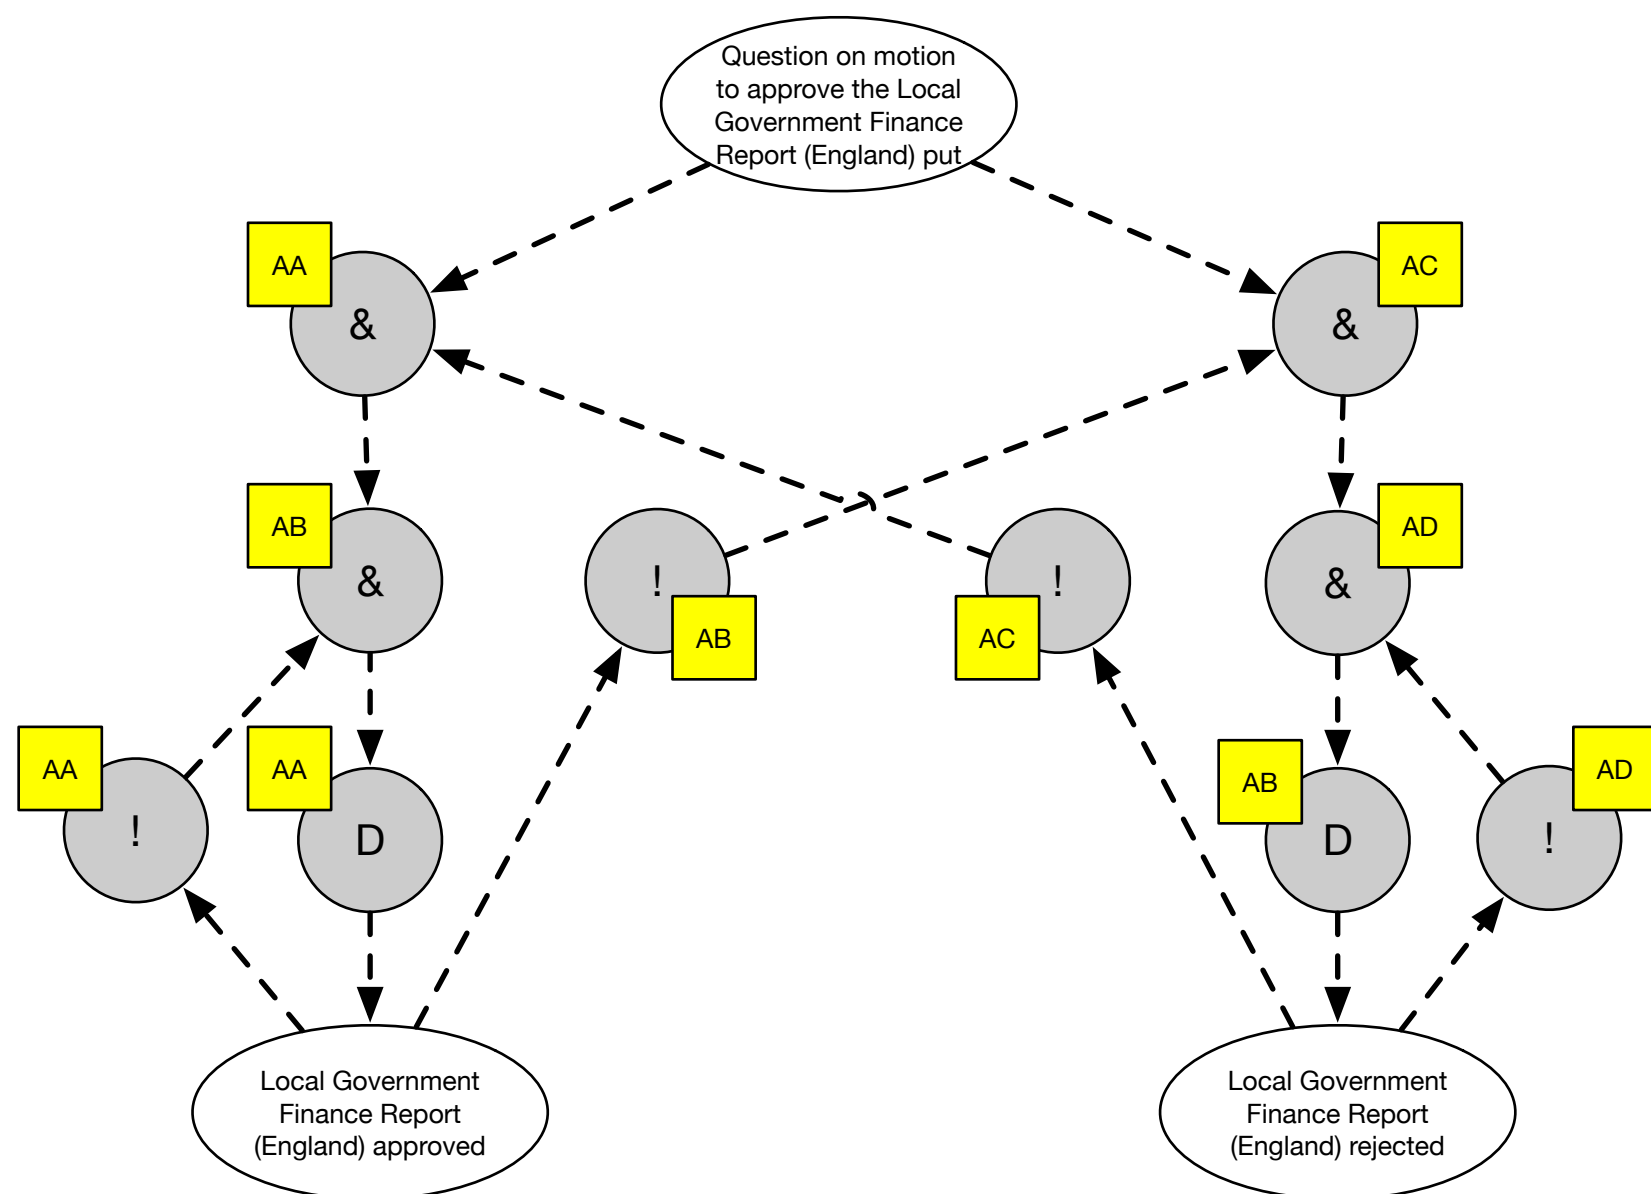 Question on motion
to approve the Local
Government Finance
Report (England) put
AA
&
AC
&
AB
&
!
AB
!
AC
AD
&
AA
!
AA
D
AB
D
AD
!
Local Government
Finance Report
(England) approved
Local Government
Finance Report
(England) rejected